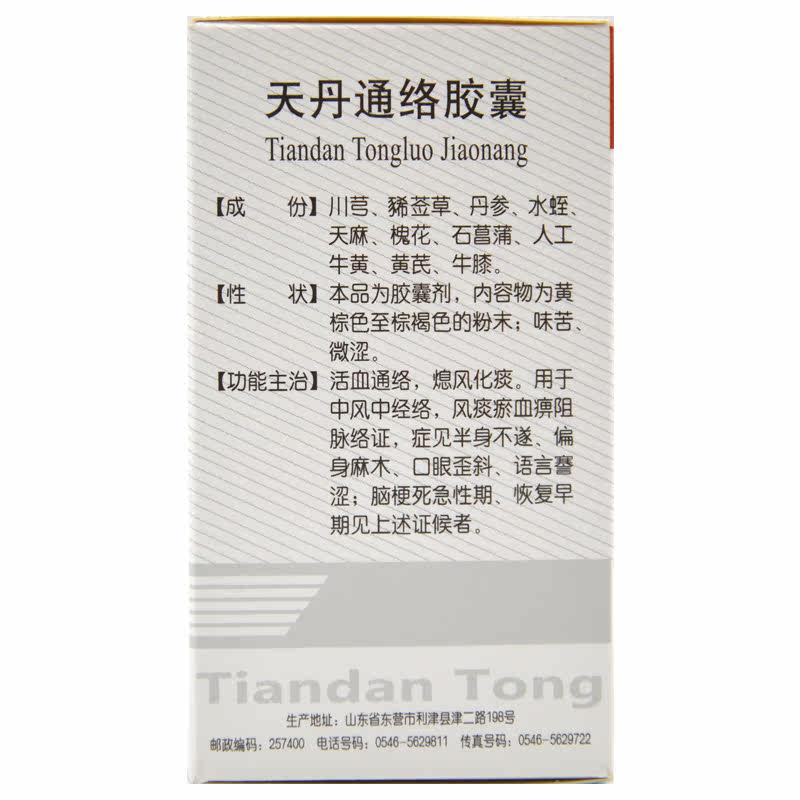 天丹通络胶囊
Tiandan Tongluo Jiaonang
【成 份】川芎、豨莶草、丹参、水蛭、
天麻、槐花、石菖蒲、人工
牛黄、黄芪、牛膝。
【性 状】本品为胶囊剂，内容物为黄
棕色至棕褐色的粉末；味苦、
微涩。
【功能主治】活血通络，熄风化痰。用于
中风中经络，风痰瘀血痹阻
脉络证，症见半身不遂、偏
身麻木、口眼歪斜、语言謇
涩；脑梗死急性期、恢复早
期见上述证候者。
Tiandan Tong
生产地址：山东省东营市利津县津二路198号
邮政编码：257400 电话号码：0546-5629811 传真号码：0546-5629722